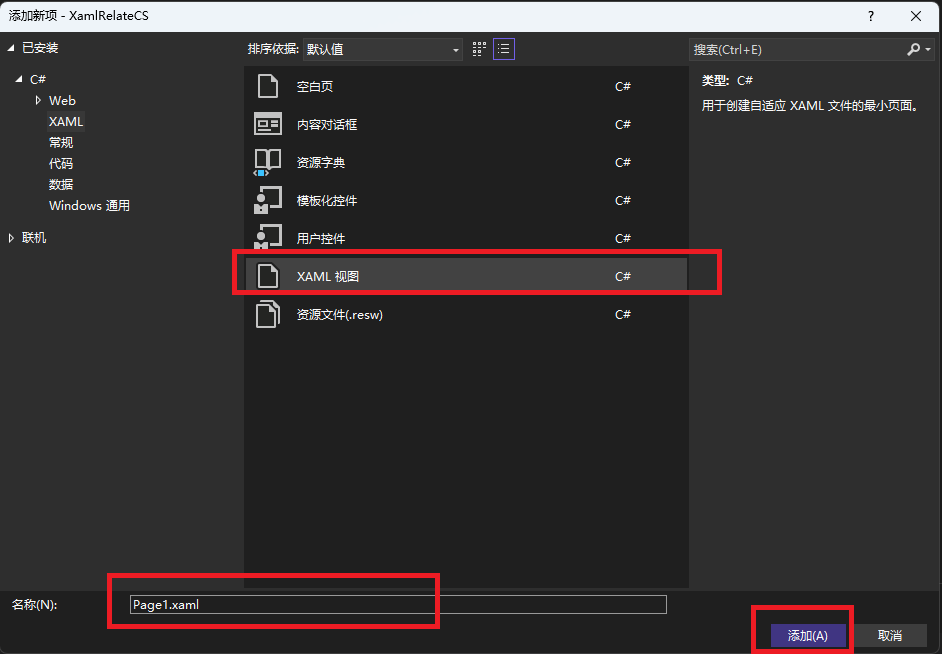 添加新项 - XamlRelateCS
?
已安装
C#
Web
XAML
常规
代码
数据
Windows 通用
联机
排序依据: 默认值
空白页 C#
内容对话框 C#
资源字典 C#
模板化控件 C#
用户控件 C#
XAML 视图 C#
资源文件(.resw) C#
搜索(Ctrl+E)
类型: C#
用于创建自适应 XAML 文件的最小页面。
名称(N): Page1.xaml
添加(A) 取消